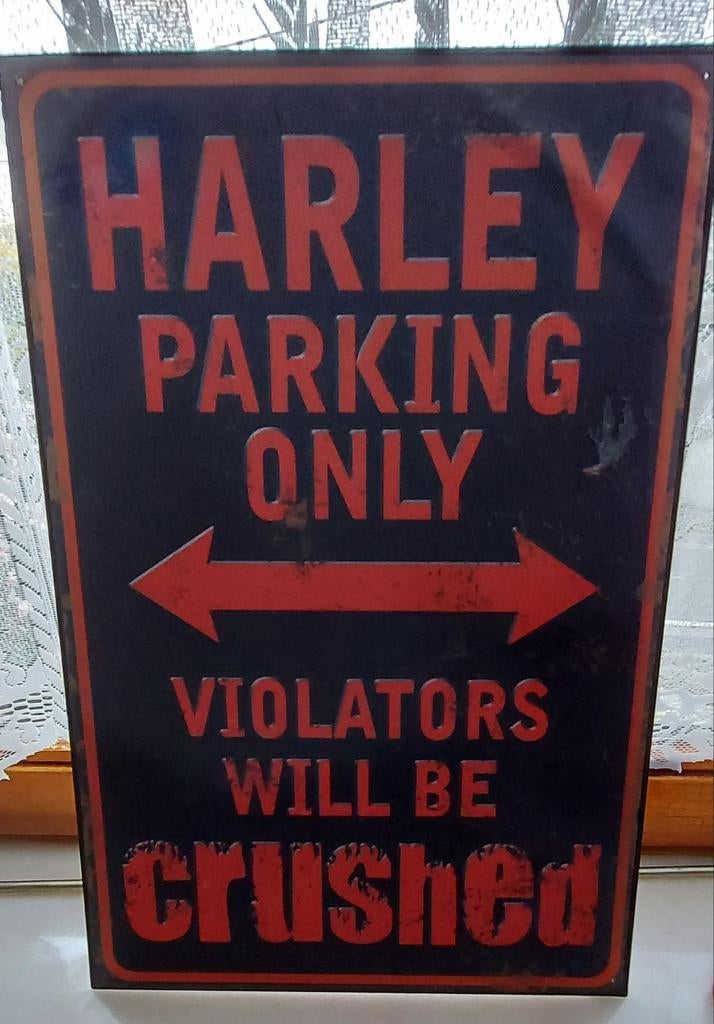 HARLEY
PARKING
ONLY
VIOLATORS
WILL BE
crushed